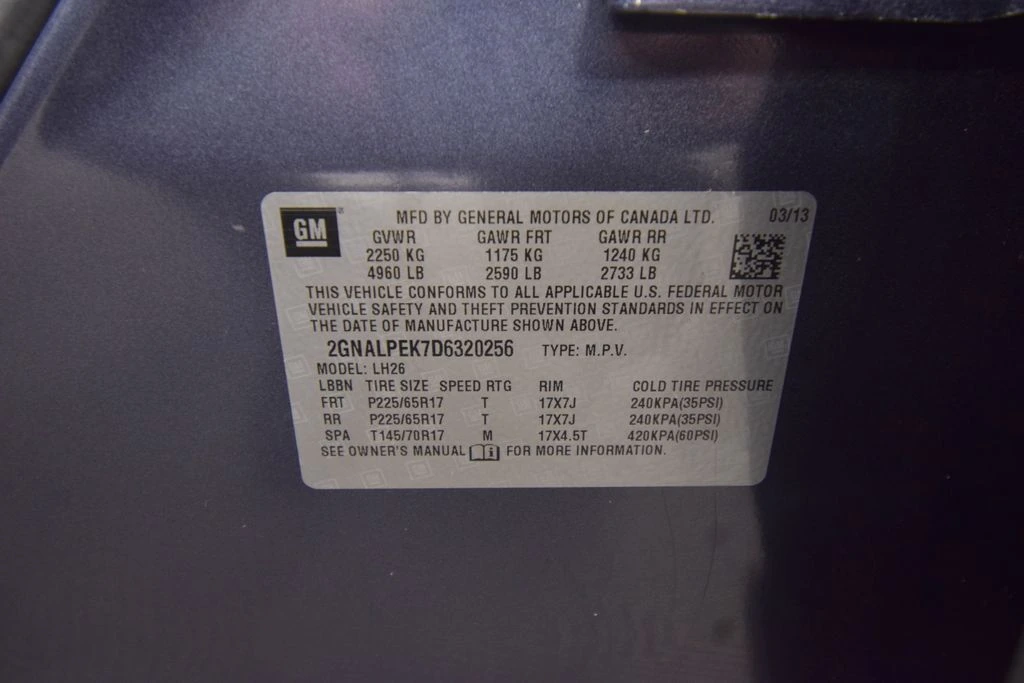 GM MFD BY GENERAL MOTORS OF CANADA LTD. 03/13
GVWR GAWR FRT GAWR RR
2250 KG 1175 KG 1240 KG
4960 LB 2590 LB 2733 LB
THIS VEHICLE CONFORMS TO ALL APPLICABLE U.S. FEDERAL MOTOR
VEHICLE SAFETY AND THEFT PREVENTION STANDARDS IN EFFECT ON
THE DATE OF MANUFACTURE SHOWN ABOVE.
2GNALPEK7D6320256 TYPE: M.P.V.
MODEL: LH26
LBBN TIRE SIZE SPEED RTG RIM COLD TIRE PRESSURE
FRT P225/65R17 T 17X7J 240KPA(35PSI)
RR P225/65R17 T 17X7J 240KPA(35PSI)
SPA T145/70R17 M 17X4.5T 420KPA(60PSI)
SEE OWNER'S MANUAL FOR MORE INFORMATION.